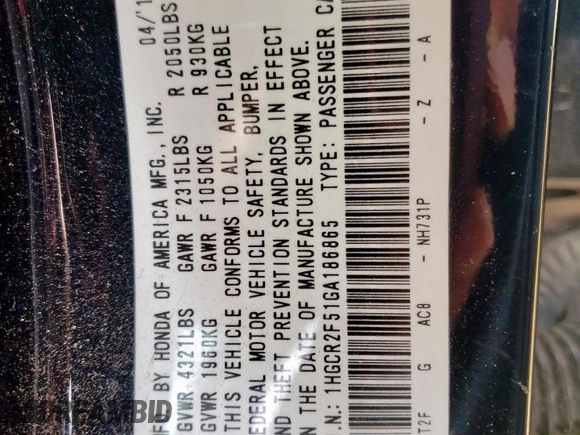 FD BY HONDA OF AMERICA MFG., INC. 04/1
GVWR 4321LBS GAWR F 2315LBS R 2050LBS
GVWR 1960KG GAWR F 1050KG R 930KG
THIS VEHICLE CONFORMS TO ALL APPLICABLE
EDERAL MOTOR VEHICLE SAFETY, BUMPER,
ND THEFT PREVENTION STANDARDS IN EFFECT
N THE DATE OF MANUFACTURE SHOWN ABOVE.
I.N.: 1HGCR2F51GA186865 TYPE: PASSENGER CA
T2F G AC8 - NH731P - Z - A